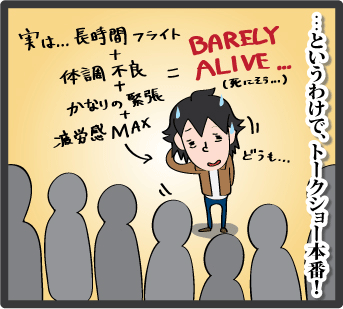 …というわけで、トークショー本番!
実は…長時間フライト
+
体調不良
+
かなりの緊張
+
疲労感MAX
=
BARELY
ALIVE…
(死にそう…)
どうも…